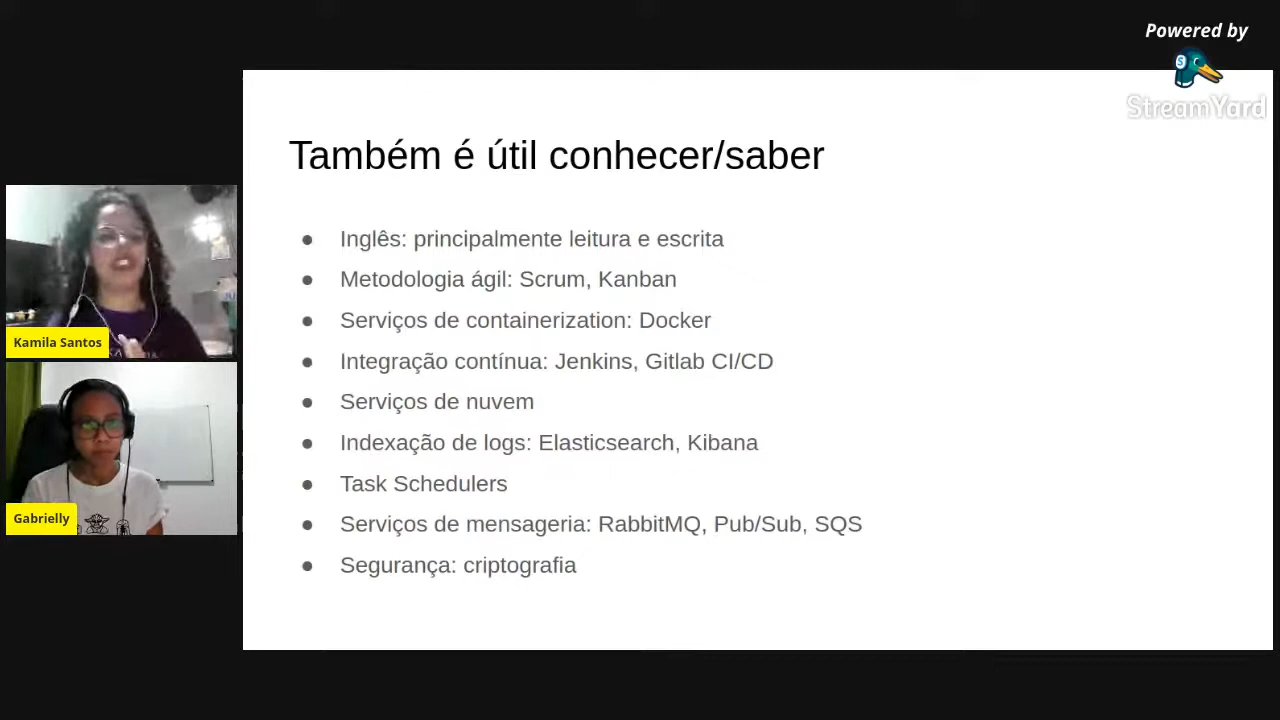 Powered by
StreamYard
Também é útil conhecer/saber
● Inglês: principalmente leitura e escrita
● Metodologia ágil: Scrum, Kanban
● Serviços de containerization: Docker
● Integração contínua: Jenkins, Gitlab CI/CD
● Serviços de nuvem
● Indexação de logs: Elasticsearch, Kibana
● Task Schedulers
● Serviços de mensageria: RabbitMQ, Pub/Sub, SQS
● Segurança: criptografia
Kamila Santos
Gabrielly